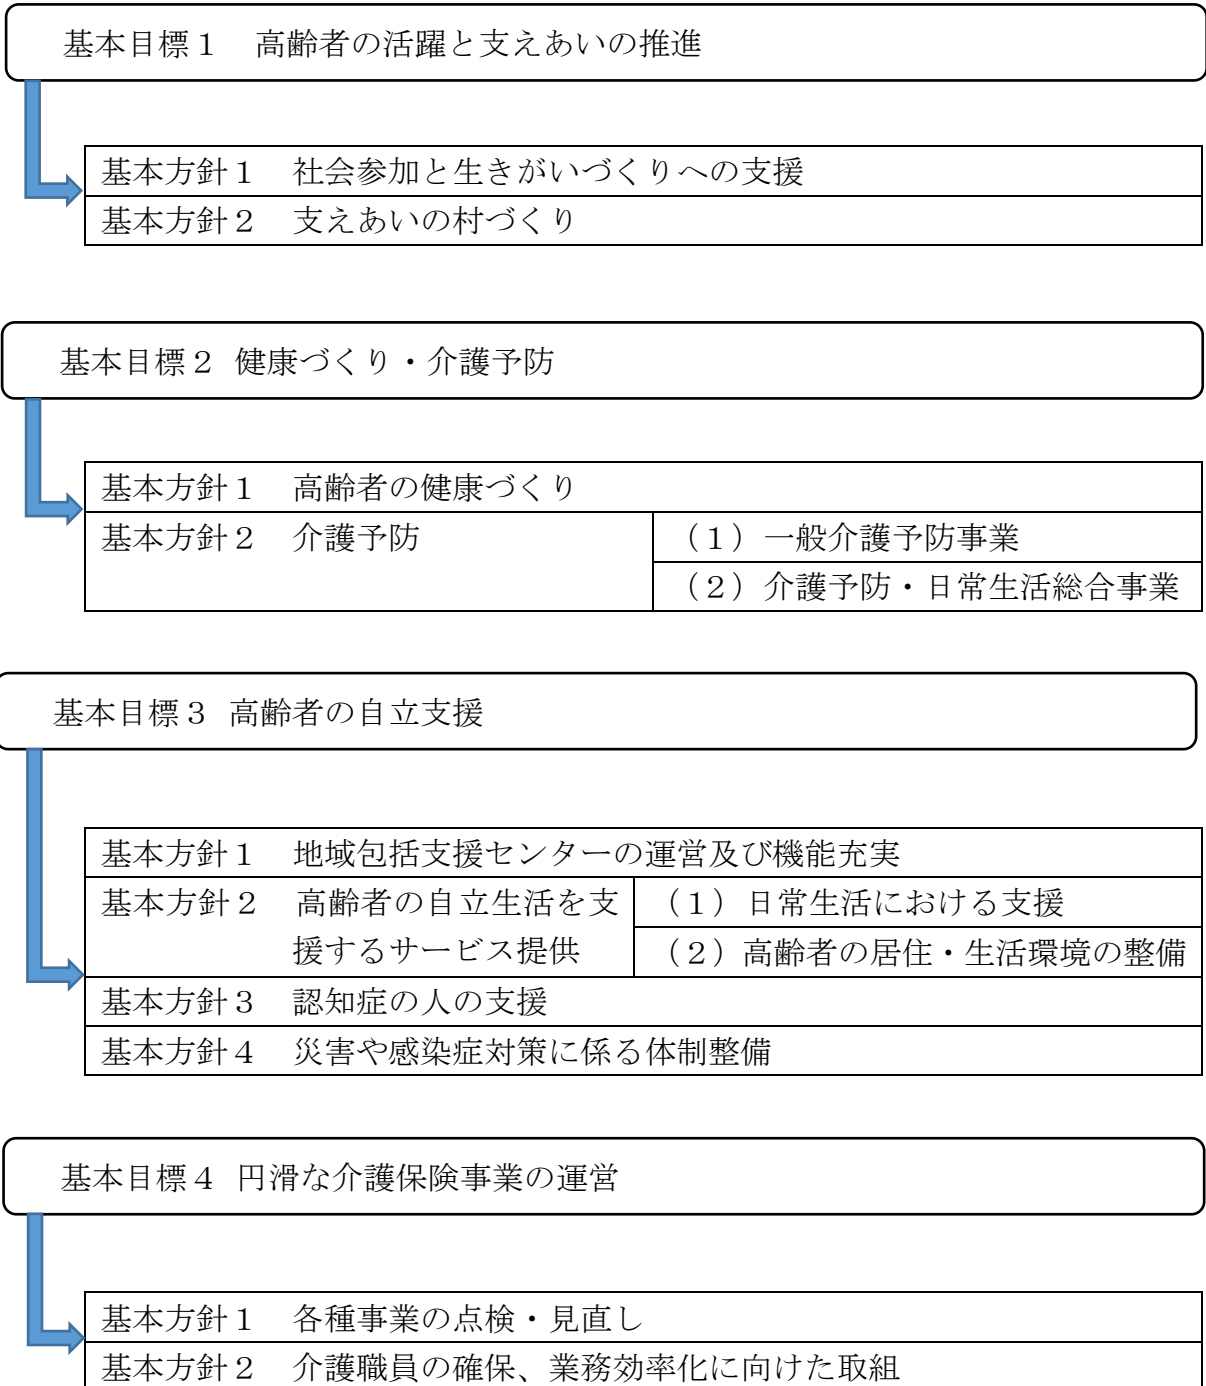 基本目標１　高齢者の活躍と支えあいの推進
基本方針１　社会参加と生きがいづくりへの支援
基本方針２　支えあいの村づくり
基本目標２ 健康づくり・介護予防
基本方針１　高齢者の健康づくり
基本方針２　介護予防
（１）一般介護予防事業
（２）介護予防・日常生活総合事業
基本目標３ 高齢者の自立支援
基本方針１　地域包括支援センターの運営及び機能充実
基本方針２　高齢者の自立生活を支
援するサービス提供
（１）日常生活における支援
（２）高齢者の居住・生活環境の整備
基本方針３　認知症の人の支援
基本方針４　災害や感染症対策に係る体制整備
基本目標４ 円滑な介護保険事業の運営
基本方針１　各種事業の点検・見直し
基本方針２　介護職員の確保、業務効率化に向けた取組